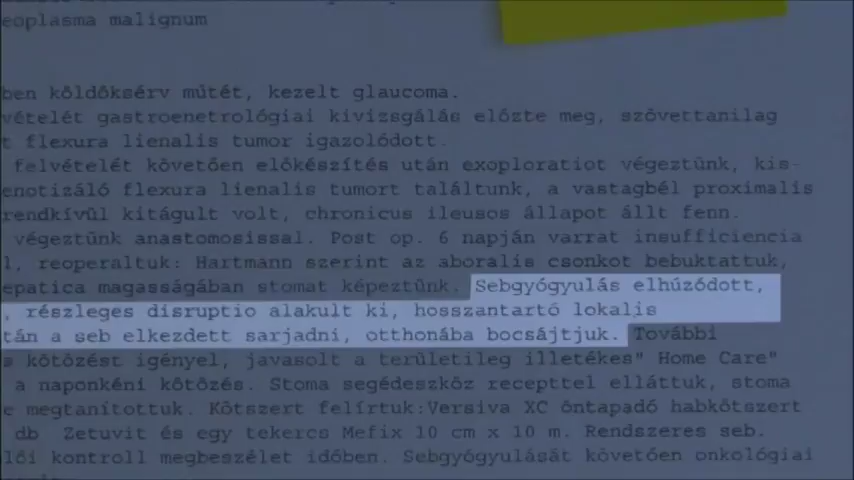 eoplasma malignum
ben köldöksérv műtét, kezelt glaucoma.
vételét gastroenetrológiai kivizsgálás előzte meg, szövettanilag
t flexura lienalis tumor igazolódott.
felvételét követően előkészítés után exoploratiot végeztünk, kis-
enotizáló flexura lienalis tumort találtunk, a vastagbél proximalis
rendkívül kitágult volt, chronicus ileusos állapot állt fenn.
végeztünk anastomosissal. Post op. 6 napján varrat insufficiencia
l, reoperaltuk: Hartmann szerint az aboralis csonkot bebuktattuk,
epatica magasságában stomat képeztünk. Sebgyógyulás elhúzódott,
, részleges disruptio alakult ki, hosszantartó lokalis
tán a seb elkezdett sarjadni, otthonába bocsájtjuk. További
s kötözést igényel, javasolt a területileg illetékes" Home Care"
a naponkéni kötözés. Stoma segédeszköz recepttel elláttuk, stoma
e megtanítottuk. Kötszert felírtuk:Versiva XC öntapadó habkötszert
db Zetuvit és egy tekercs Mefix 10 cm x 10 m. Rendszeres seb.
lői kontroll megbeszélet időben. Sebgyógyulását követően onkológiai